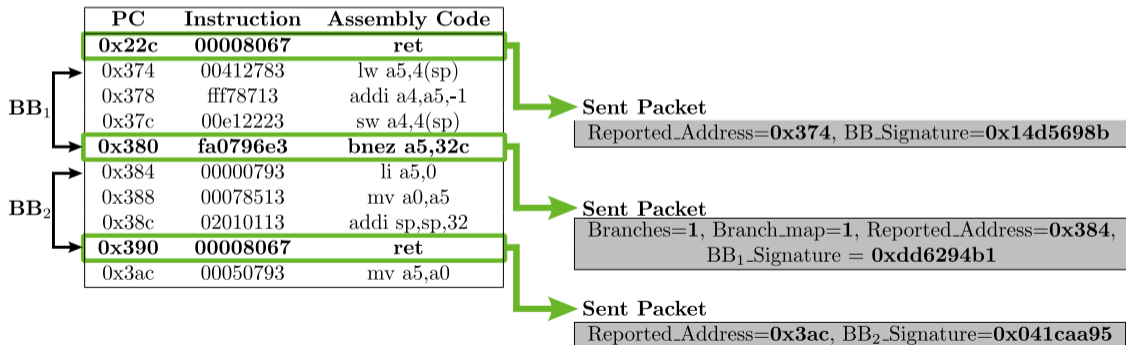 PC Instruction Assembly Code
0x22c 00008067 ret
0x374 00412783 lw a5,4(sp)
0x378 fff78713 addi a4,a5,-1
0x37c 00e12223 sw a4,4(sp)
0x380 fa0796e3 bnez a5,32c
0x384 00000793 li a5,0
0x388 00078513 mv a0,a5
0x38c 02010113 addi sp,sp,32
0x390 00008067 ret
0x3ac 00050793 mv a5,a0
BB1
BB2
Sent Packet
Reported_Address=0x374, BB_Signature=0x14d5698b
Sent Packet
Branches=1, Branch_map=1, Reported_Address=0x384,
BB1_Signature = 0xdd6294b1
Sent Packet
Reported_Address=0x3ac, BB2_Signature=0x041caa95